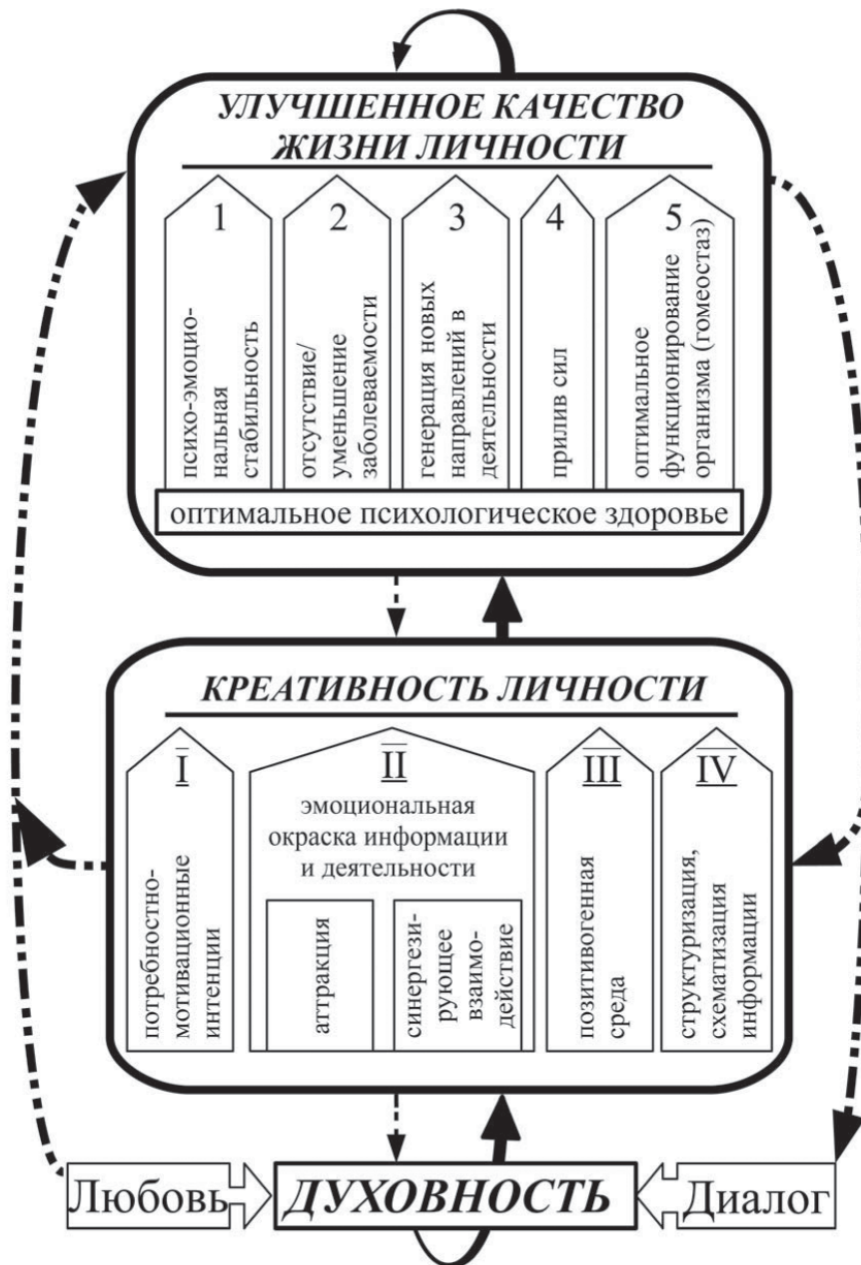 УЛУЧШЕННОЕ КАЧЕСТВО
ЖИЗНИ ЛИЧНОСТИ
1
психо-эмоцио-
нальная
стабильность
2
отсутствие/
уменьшение
заболеваемости
3
генерация новых
направлений в
деятельности
4
прилив сил
5
оптимальное
функционирование
организма (гомеостаз)
оптимальное психологическое здоровье
КРЕАТИВНОСТЬ ЛИЧНОСТИ
I
потребностно-
мотивационные
интенции
II
эмоциональная
окраска информации
и деятельности
аттракция
синергези-
рующее
взаимо-
действие
III
позитивогенная
среда
IV
структуризация,
схематизация
информации
Любовь
ДУХОВНОСТЬ
Диалог